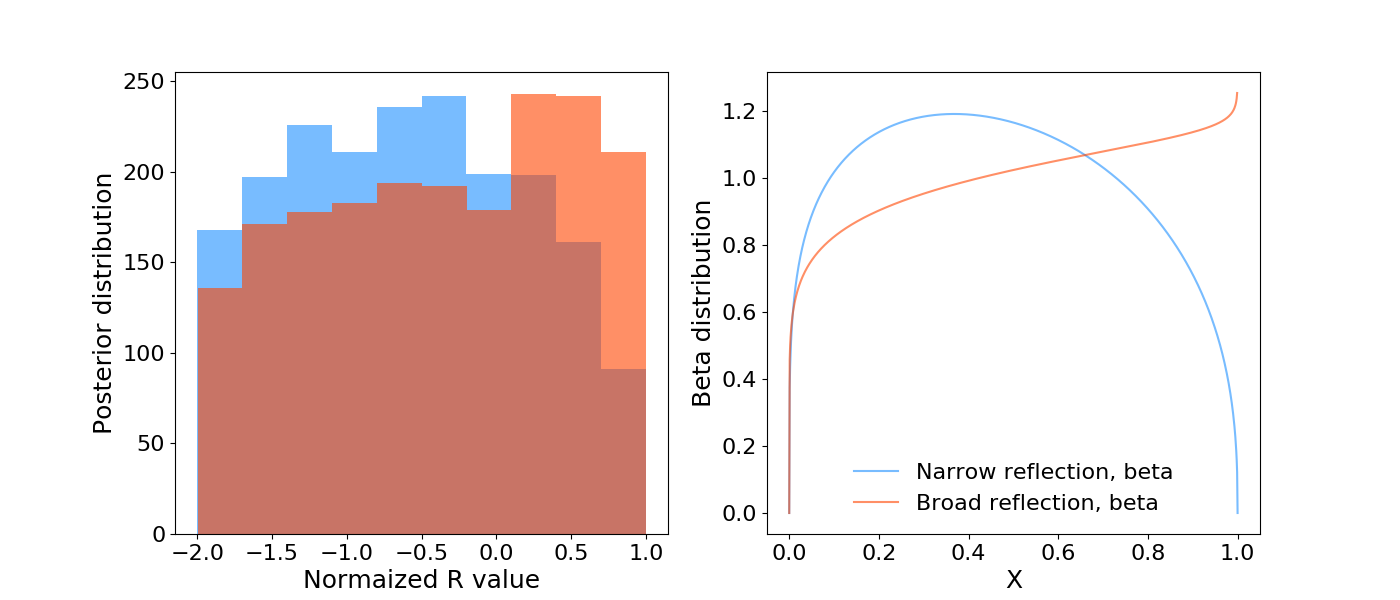 Posterior distribution
250
200
150
100
50
0
−2.0 −1.5 −1.0 −0.5 0.0 0.5 1.0
Normaized R value
Beta distribution
1.2
1.0
0.8
0.6
0.4
0.2
0.0
Narrow reflection, beta
Broad reflection, beta
0.0 0.2 0.4 0.6 0.8 1.0
X